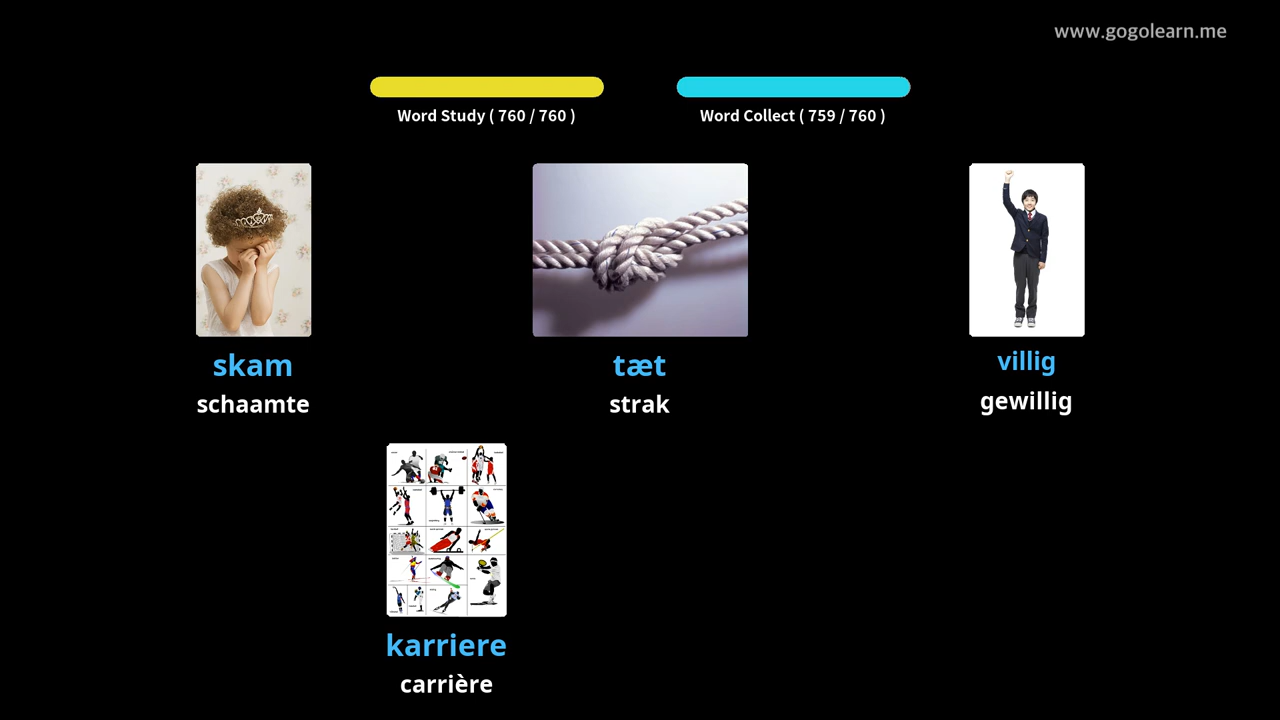 www.gogolearn.me
Word Study ( 760 / 760 )
Word Collect ( 759 / 760 )
skam
schaamte
tæt
strak
villig
gewillig
karriere
carrière